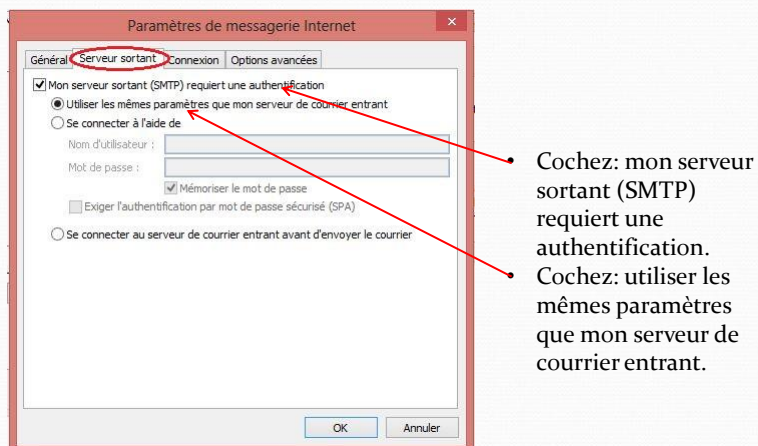 Paramètres de messagerie Internet
Général Serveur sortant Connexion Options avancées
Mon serveur sortant (SMTP) requiert une authentification
Utiliser les mêmes paramètres que mon serveur de courrier entrant
Se connecter à l'aide de
Nom d'utilisateur :
Mot de passe :
Mémoriser le mot de passe
Exiger l'authentification par mot de passe sécurisé (SPA)
Se connecter au serveur de courrier entrant avant d'envoyer le courrier
OK Annuler
• Cochez: mon serveur
sortant (SMTP)
requiert une
authentification.
• Cochez: utiliser les
mêmes paramètres
que mon serveur de
courrier entrant.